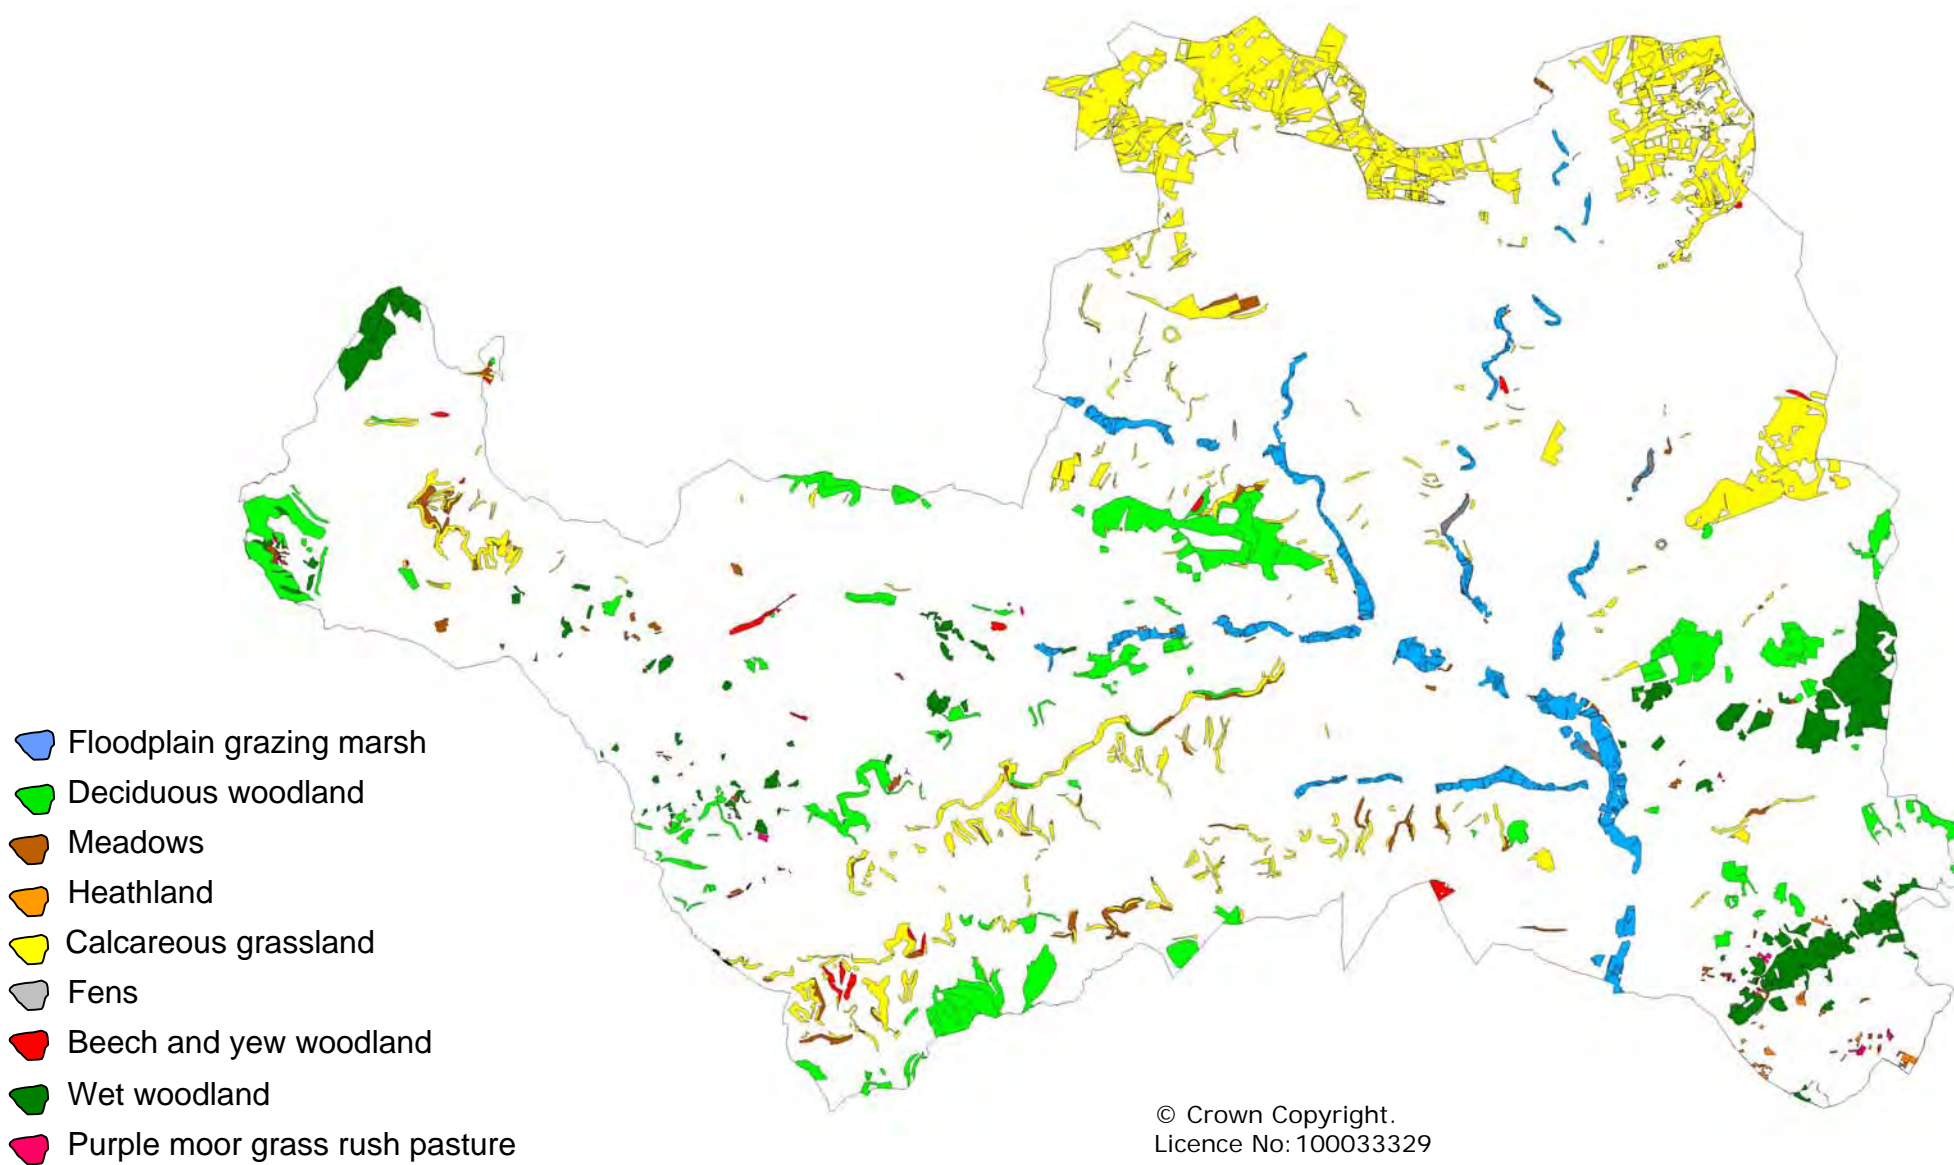 Floodplain grazing marsh
Deciduous woodland
Meadows
Heathland
Calcareous grassland
Fens
Beech and yew woodland
Wet woodland
Purple moor grass rush pasture
© Crown Copyright.
Licence No: 100033329